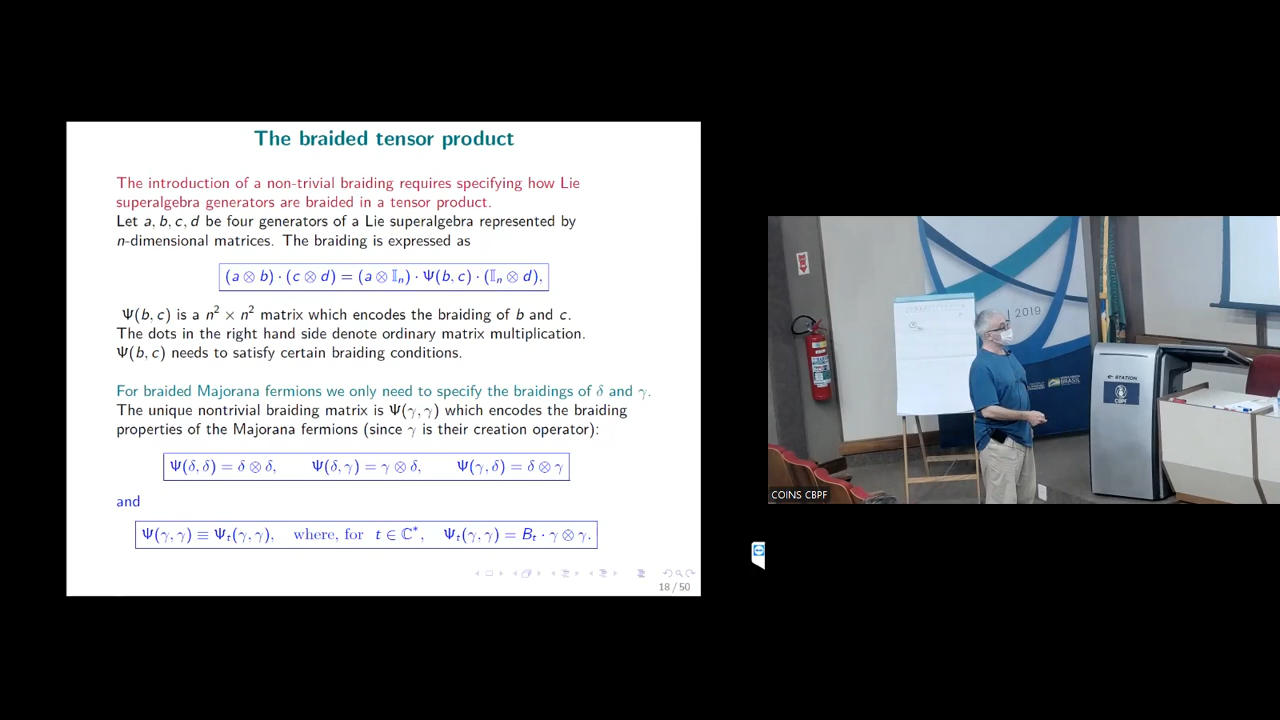 The braided tensor product
The introduction of a non-trivial braiding requires specifying how Lie
superalgebra generators are braided in a tensor product.
Let a, b, c, d be four generators of a Lie superalgebra represented by
n-dimensional matrices. The braiding is expressed as
(a ⊗ b) · (c ⊗ d) = (a ⊗ 𝕀ₙ) · Ψ(b, c) · (𝕀ₙ ⊗ d),
Ψ(b, c) is a n² × n² matrix which encodes the braiding of b and c.
The dots in the right hand side denote ordinary matrix multiplication.
Ψ(b, c) needs to satisfy certain braiding conditions.
For braided Majorana fermions we only need to specify the braidings of δ and γ.
The unique nontrivial braiding matrix is Ψ(γ, γ) which encodes the braiding
properties of the Majorana fermions (since γ is their creation operator):
Ψ(δ, δ) = δ ⊗ δ, Ψ(δ, γ) = γ ⊗ δ, Ψ(γ, δ) = δ ⊗ γ
and
Ψ(γ, γ) ≡ Ψₜ(γ, γ), where, for t ∈ ℂ*, Ψₜ(γ, γ) = Bₜ · γ ⊗ γ.
18 / 50
2019
STATION
CBPF
BRASIL
COINS CBPF